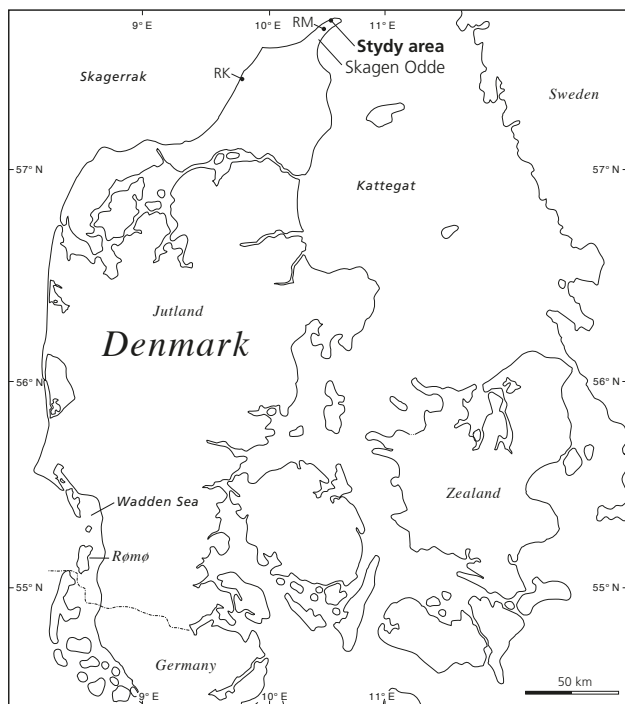 9° E
10° E
11° E
RM
Stydy area
Skagen Odde
Skagerrak
RK
Sweden
57° N
57° N
Kattegat
Jutland
Denmark
56° N
56° N
Zealand
Wadden Sea
Rømø
55° N
55° N
Germany
50 km
9° E
10° E
11° E